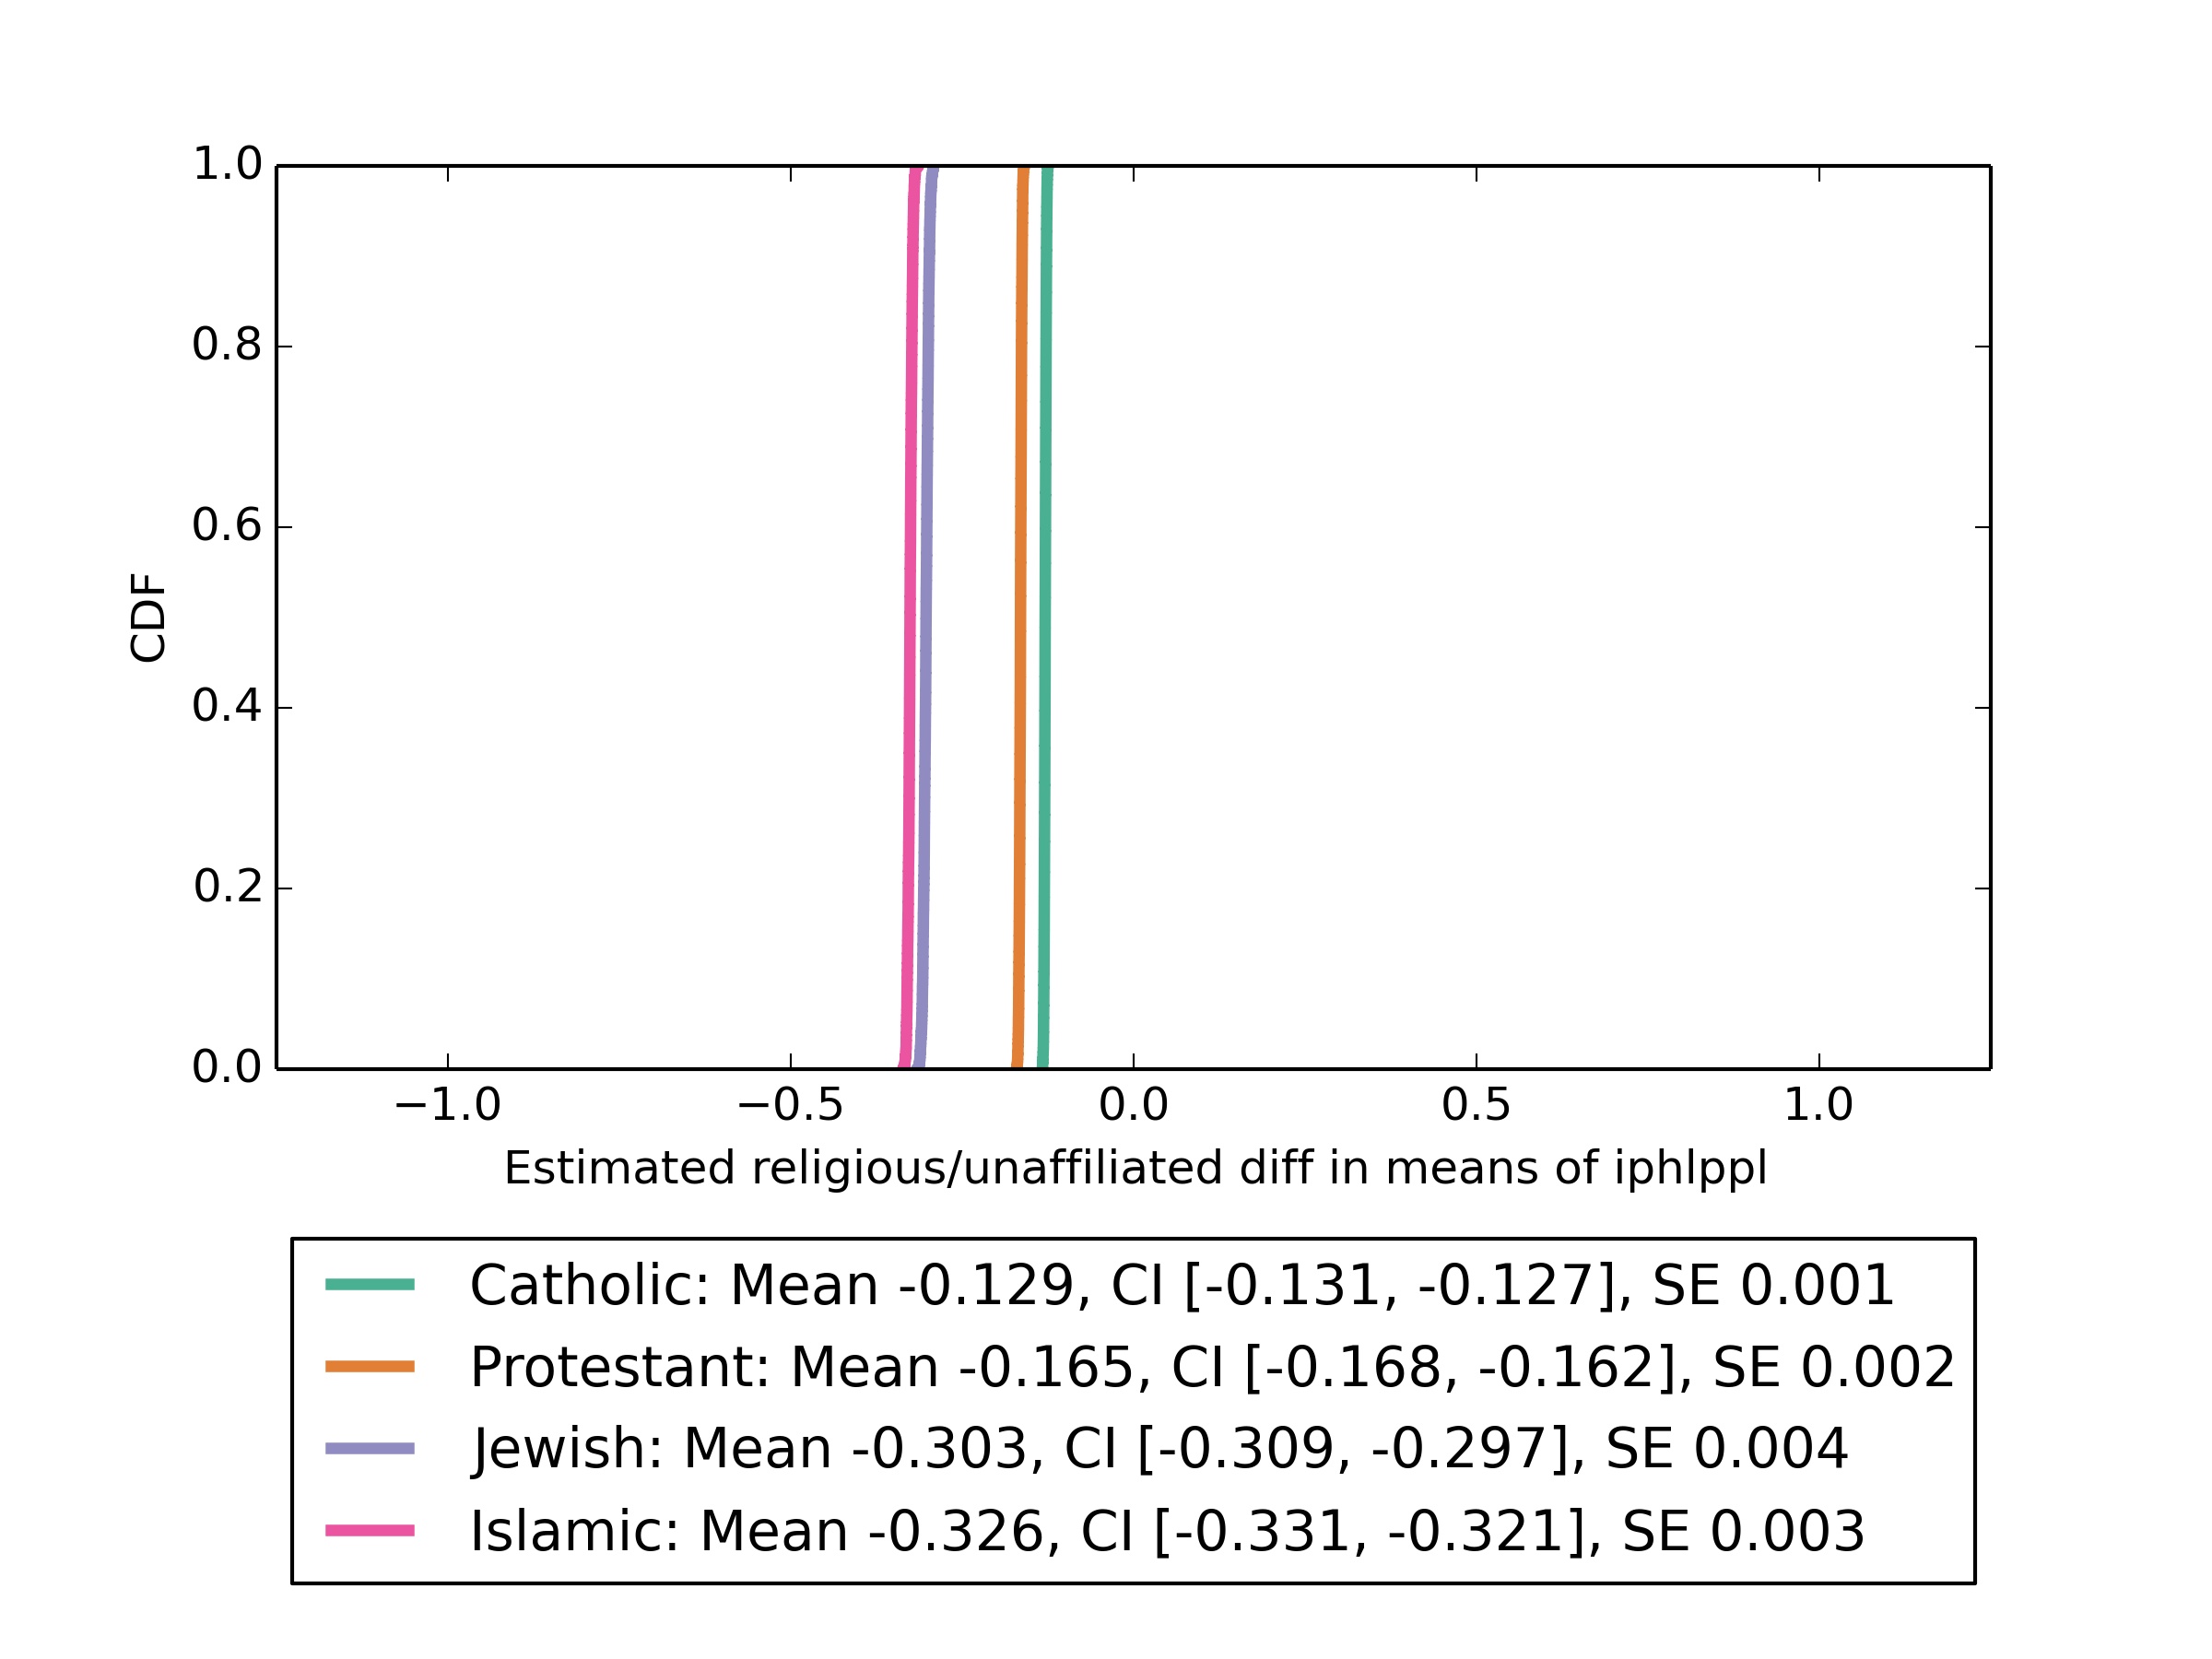 1.0
0.8
0.6
0.4
0.2
0.0
CDF
−1.0 −0.5 0.0 0.5 1.0
Estimated religious/unaffiliated diff in means of iphlppl
Catholic: Mean -0.129, CI [-0.131, -0.127], SE 0.001
Protestant: Mean -0.165, CI [-0.168, -0.162], SE 0.002
Jewish: Mean -0.303, CI [-0.309, -0.297], SE 0.004
Islamic: Mean -0.326, CI [-0.331, -0.321], SE 0.003